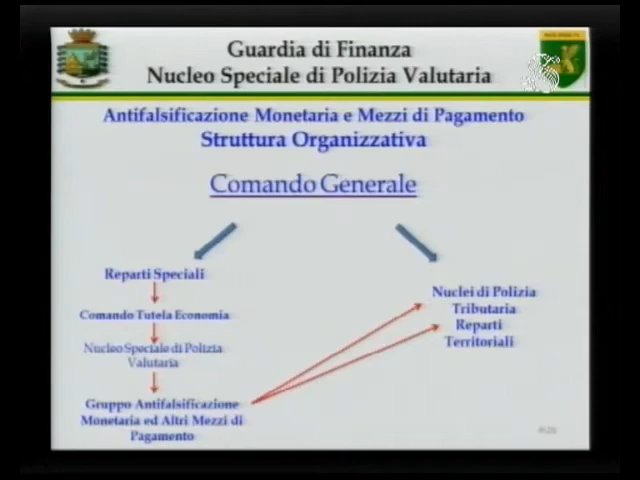 Guardia di Finanza
Nucleo Speciale di Polizia Valutaria
Antifalsificazione Monetaria e Mezzi di Pagamento
Struttura Organizzativa
Comando Generale
Reparti Speciali
Comando Tutela Economia
Nucleo Speciale di Polizia
Valutaria
Gruppo Antifalsificazione
Monetaria ed Altri Mezzi di
Pagamento
Nuclei di Polizia
Tributaria
Reparti
Territoriali